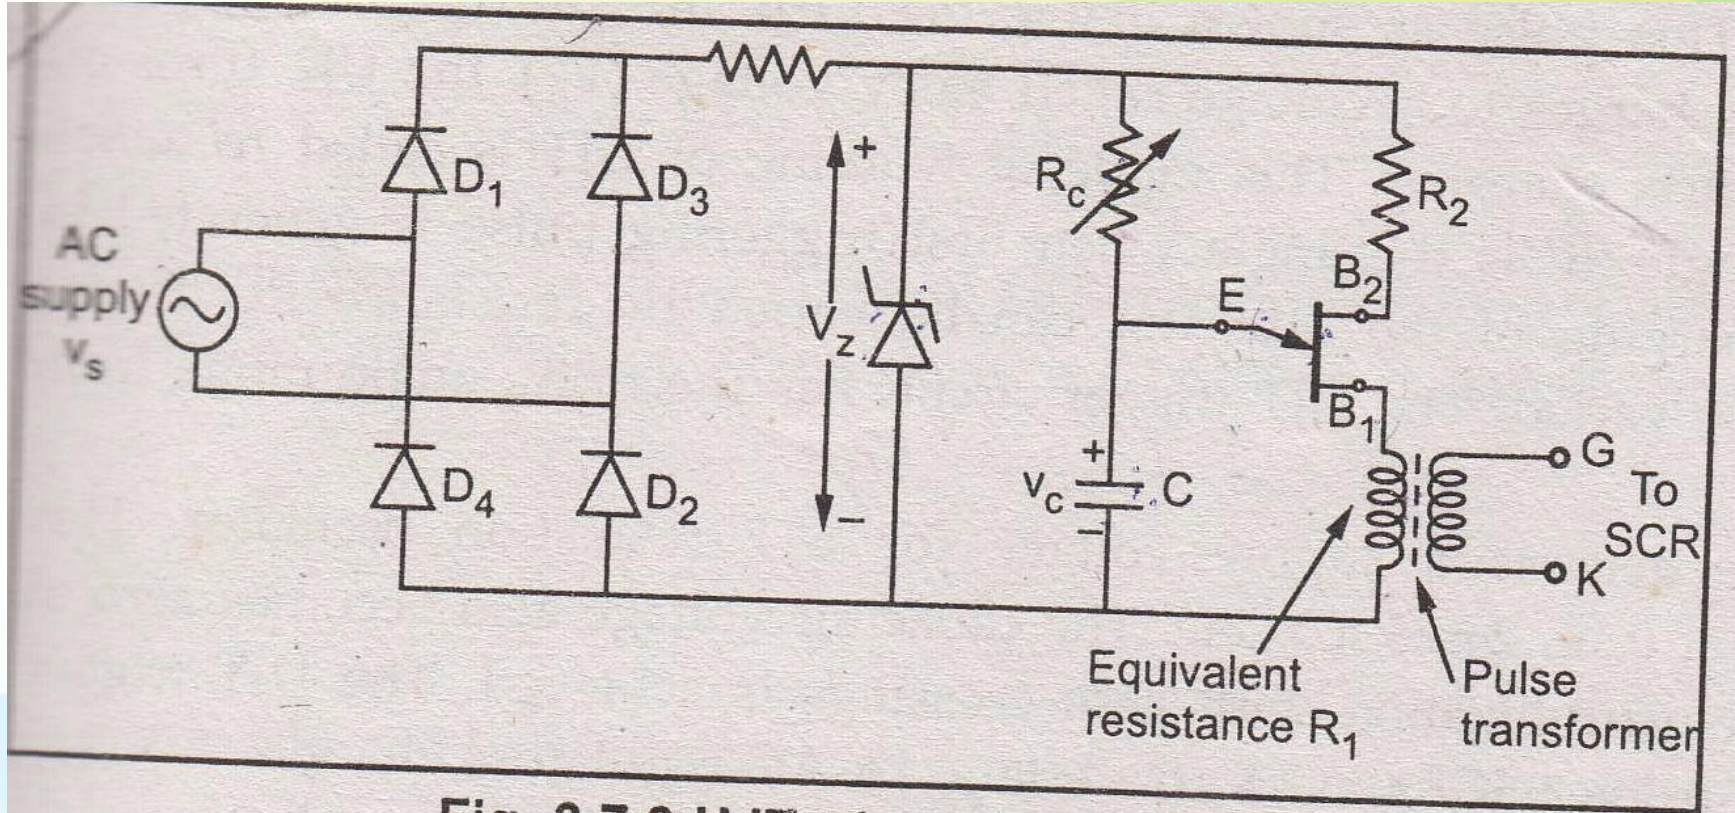 AC
supply
vs
D1
D3
D4
D2
+
Vz
−
Rc
R2
E
B2
B1
+
vc
−
C
G
To
SCR
K
Equivalent
resistance R1
Pulse
transformer